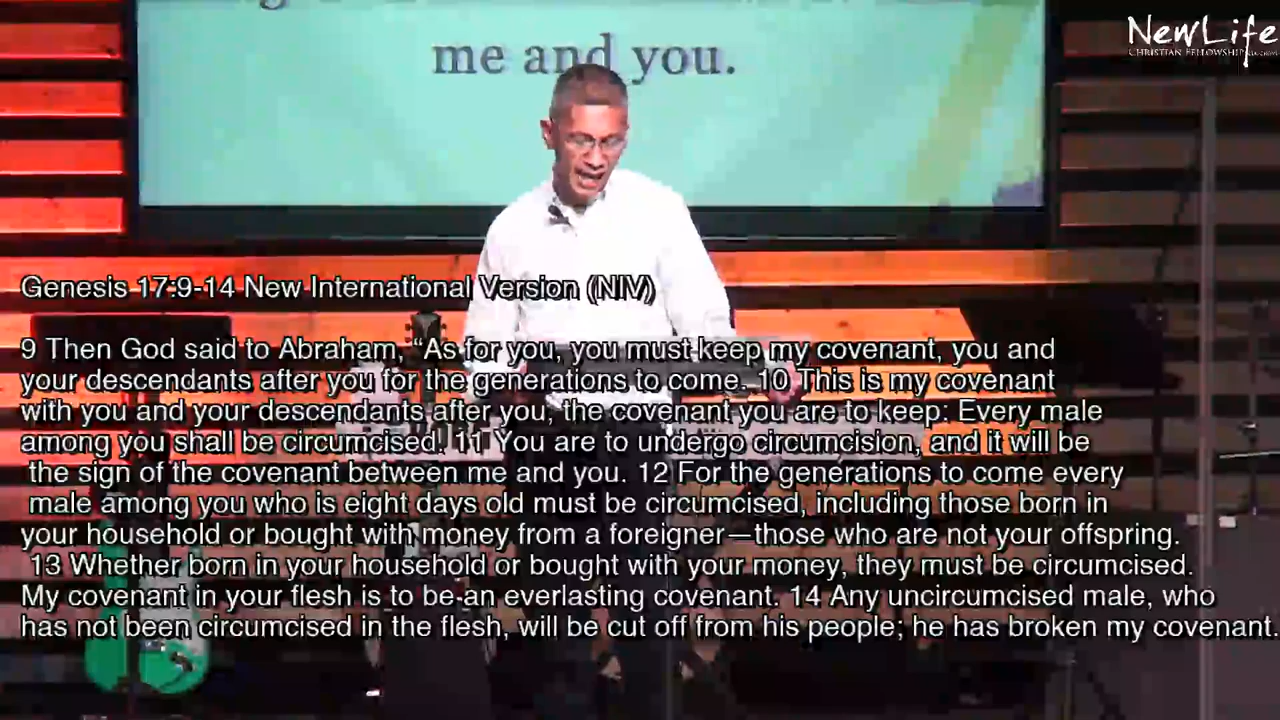 me and you.
NewLife
CHRISTIAN FELLOWSHIP
Genesis 17:9-14 New International Version (NIV)
9 Then God said to Abraham, “As for you, you must keep my covenant, you and
your descendants after you for the generations to come. 10 This is my covenant
with you and your descendants after you, the covenant you are to keep: Every male
among you shall be circumcised. 11 You are to undergo circumcision, and it will be
the sign of the covenant between me and you. 12 For the generations to come every
male among you who is eight days old must be circumcised, including those born in
your household or bought with money from a foreigner—those who are not your offspring.
13 Whether born in your household or bought with your money, they must be circumcised.
My covenant in your flesh is to be an everlasting covenant. 14 Any uncircumcised male, who
has not been circumcised in the flesh, will be cut off from his people; he has broken my covenant.